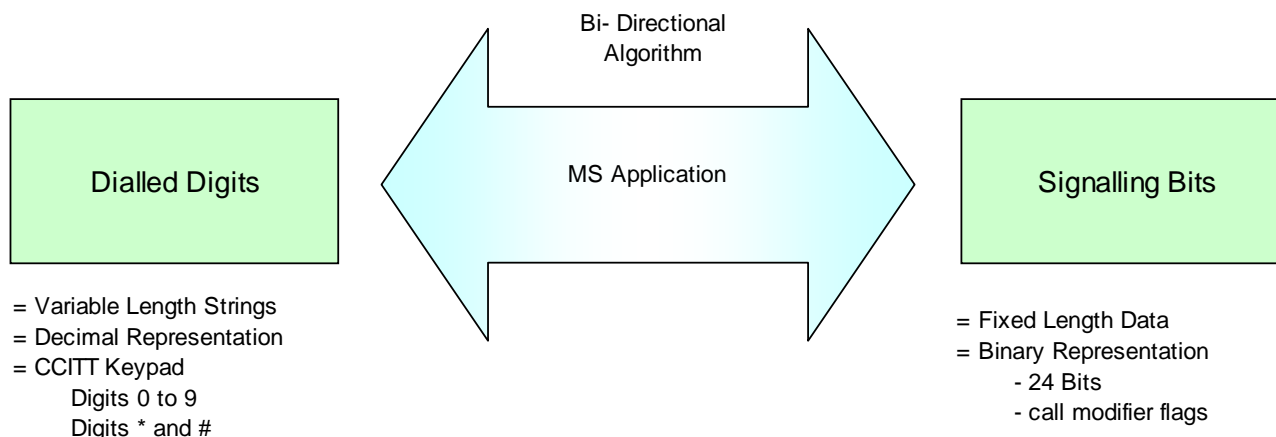 Bi- Directional
Algorithm
Dialled Digits
MS Application
Signalling Bits
= Variable Length Strings
= Decimal Representation
= CCITT Keypad
Digits 0 to 9
Digits * and #
= Fixed Length Data
= Binary Representation
- 24 Bits
- call modifier flags